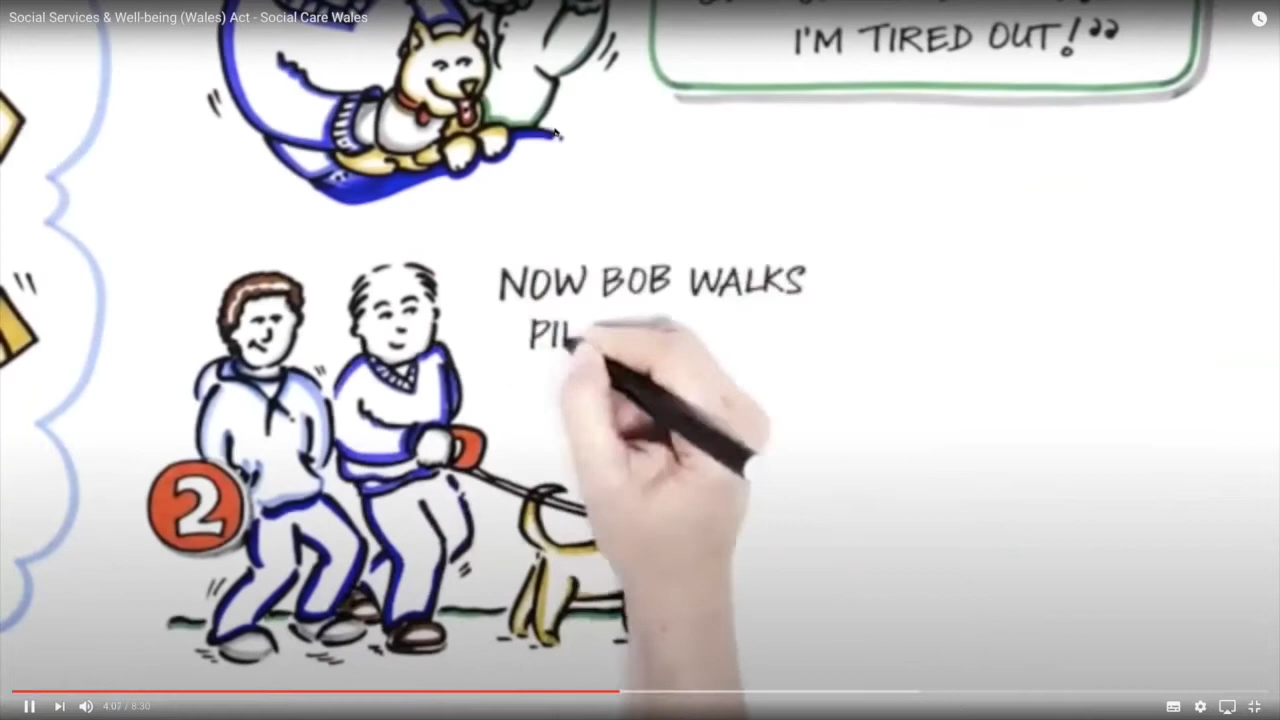 Social Services & Well-being (Wales) Act - Social Care Wales
I'M TIRED OUT!"
NOW BOB WALKS
PIL
2
4:07 / 8:30